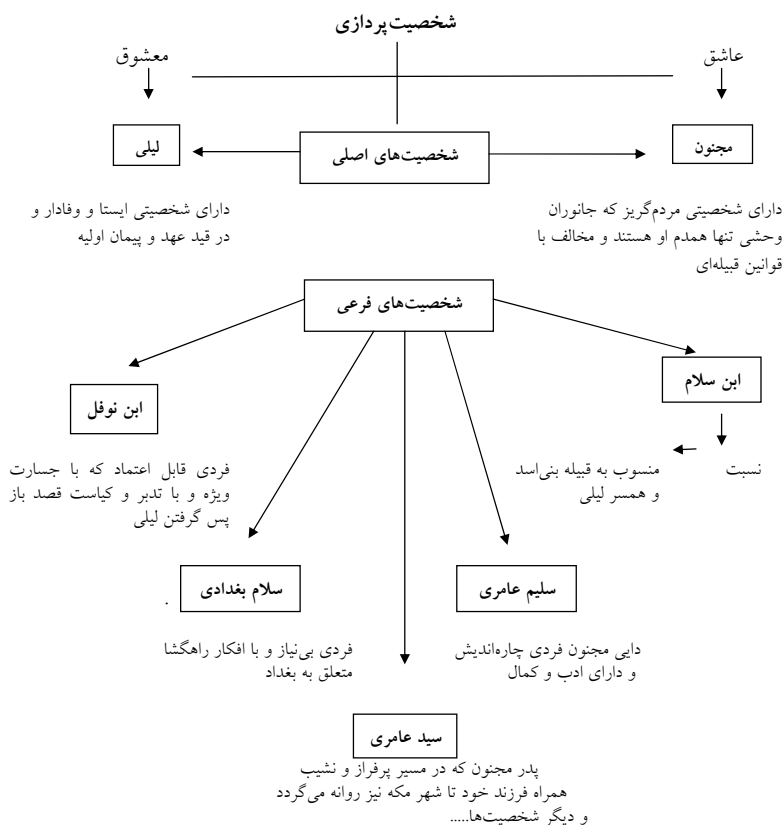 شخصیت‌پردازی
عاشق
معشوق
مجنون
شخصیت‌های اصلی
لیلی
دارای شخصیتی مردم‌گریز که جانوران
وحشی تنها همدم او هستند و مخالف با
قوانین قبیله‌ای
دارای شخصیتی ایستا و وفادار و
در قید عهد و پیمان اولیه
شخصیت‌های فرعی
ابن سلام
ابن نوفل
نسبت
منسوب به قبیله بنی‌اسد
و همسر لیلی
فردی قابل اعتماد که با جسارت
ویژه و با تدبر و کیاست قصد باز
پس گرفتن لیلی
سلیم عامری
سلام بغدادی
.
دایی مجنون فردی چاره‌اندیش
و دارای ادب و کمال
فردی بی‌نیاز و با افکار راهگشا
متعلق به بغداد
سید عامری
پدر مجنون که در مسیر پرفراز و نشیب
همراه فرزند خود تا شهر مکه نیز روانه می‌گردد
و دیگر شخصیت‌ها.....